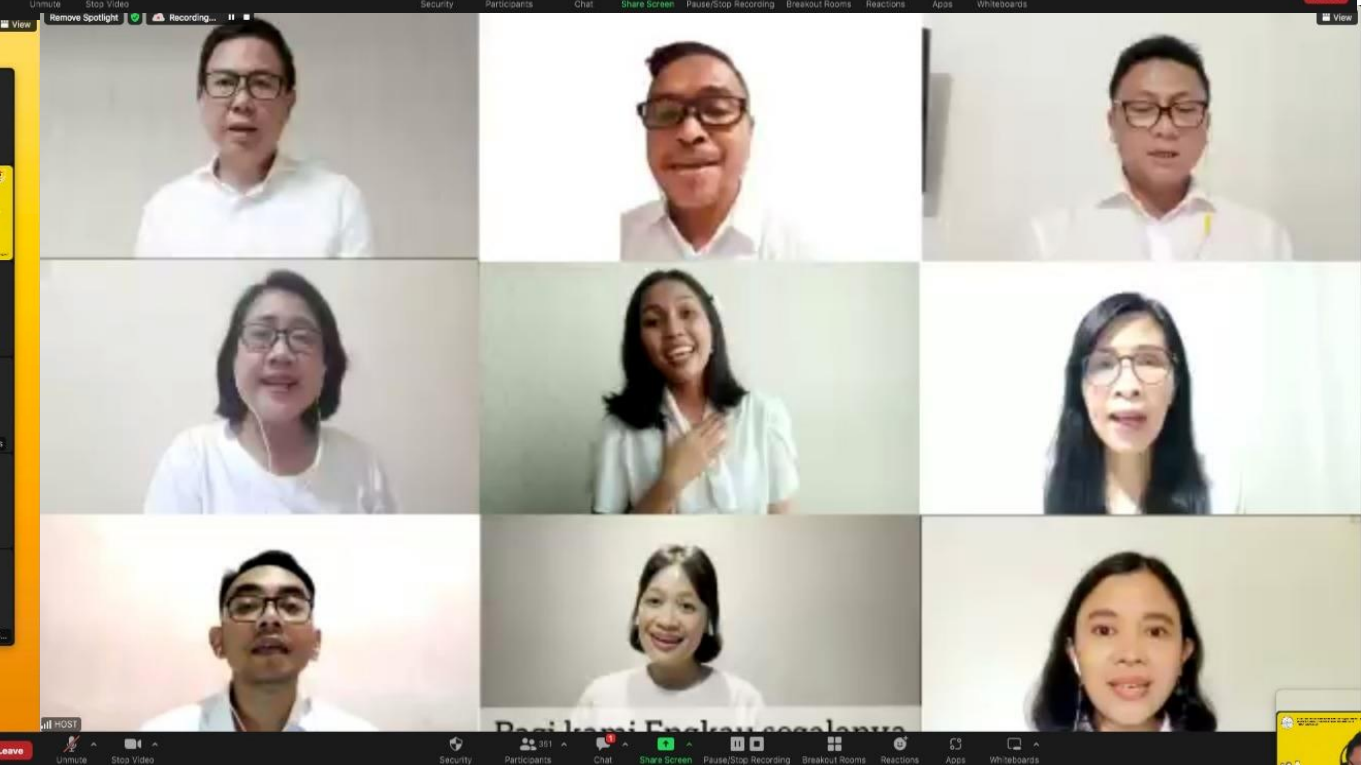 Unmute Stop Video Security Participants Chat Share Screen Pause/Stop Recording Breakout Rooms Reactions Apps Whiteboards
View Remove Spotlight Recording... View
HOST
Bagi kami Engkau segalanya
Leave Unmute Stop Video Security Participants 351 Chat 1 Share Screen Pause/Stop Recording Breakout Rooms Reactions Apps Whiteboards